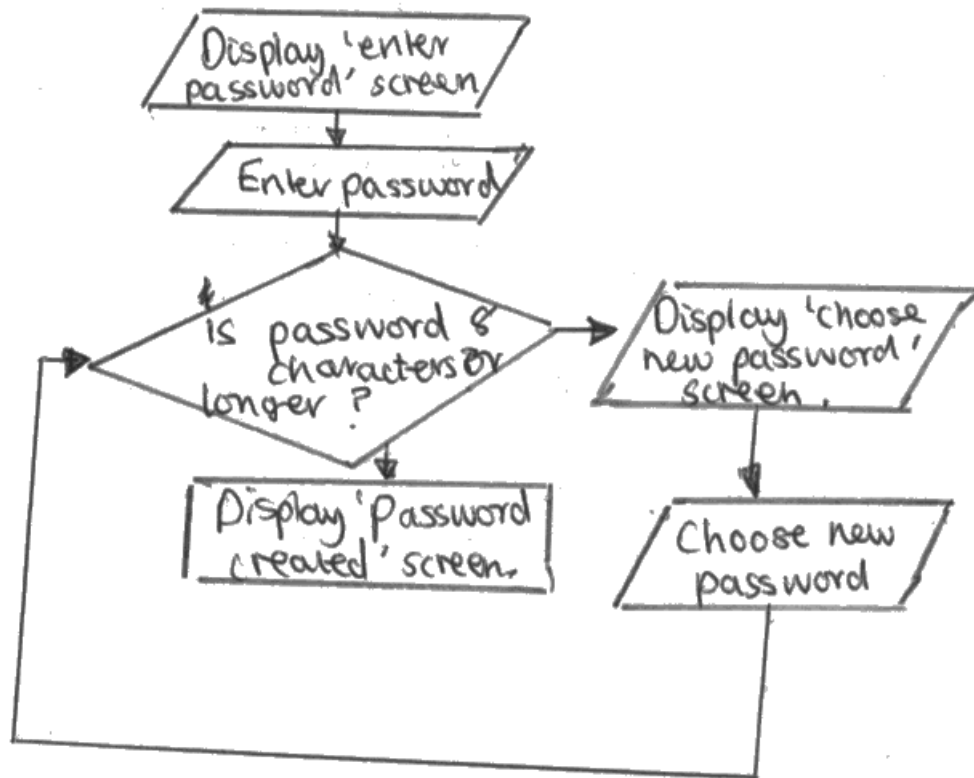 Display 'enter
password' screen
Enter password
is password 8
characters or
longer ?
Display 'choose
new password'
screen.
Display 'Password
created' screen.
Choose new
password